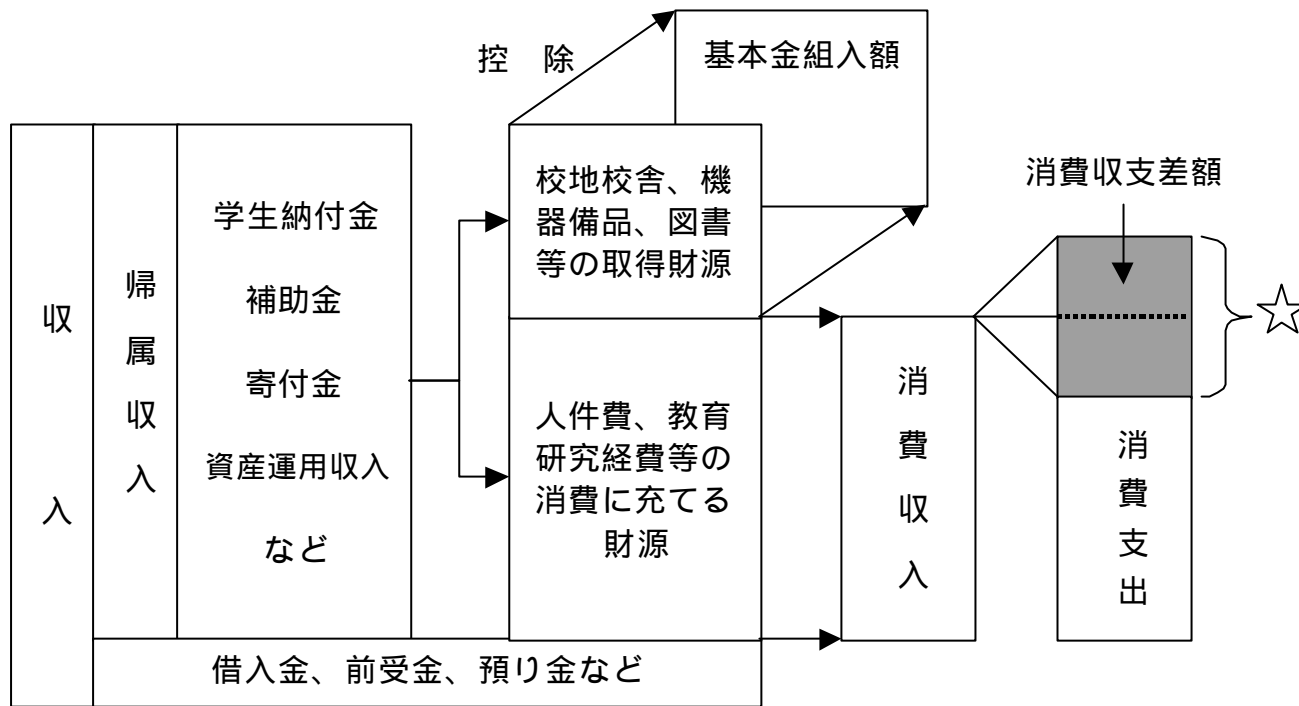 控 除
基本金組入額
消費収支差額
収入
帰属収入
学生納付金
補助金
寄付金
資産運用収入
など
校地校舎、機
器備品、図書
等の取得財源
人件費、教育
研究経費等の
消費に充てる
財源
消費収入
消費支出
☆
借入金、前受金、預り金など